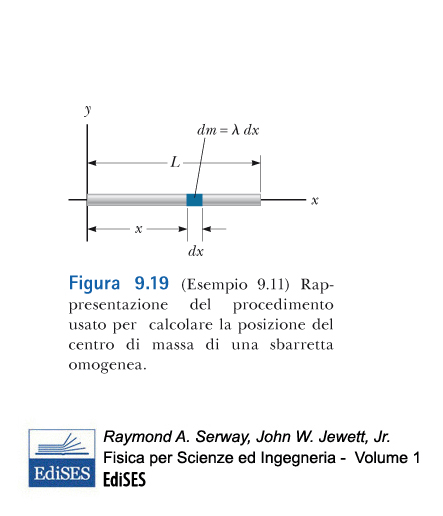 y
dm = λ dx
L
x
x
dx
Figura 9.19 (Esempio 9.11) Rap-
presentazione del procedimento
usato per calcolare la posizione del
centro di massa di una sbarretta
omogenea.
Raymond A. Serway, John W. Jewett, Jr.
Fisica per Scienze ed Ingegneria - Volume 1
EdiSES
EdiSES